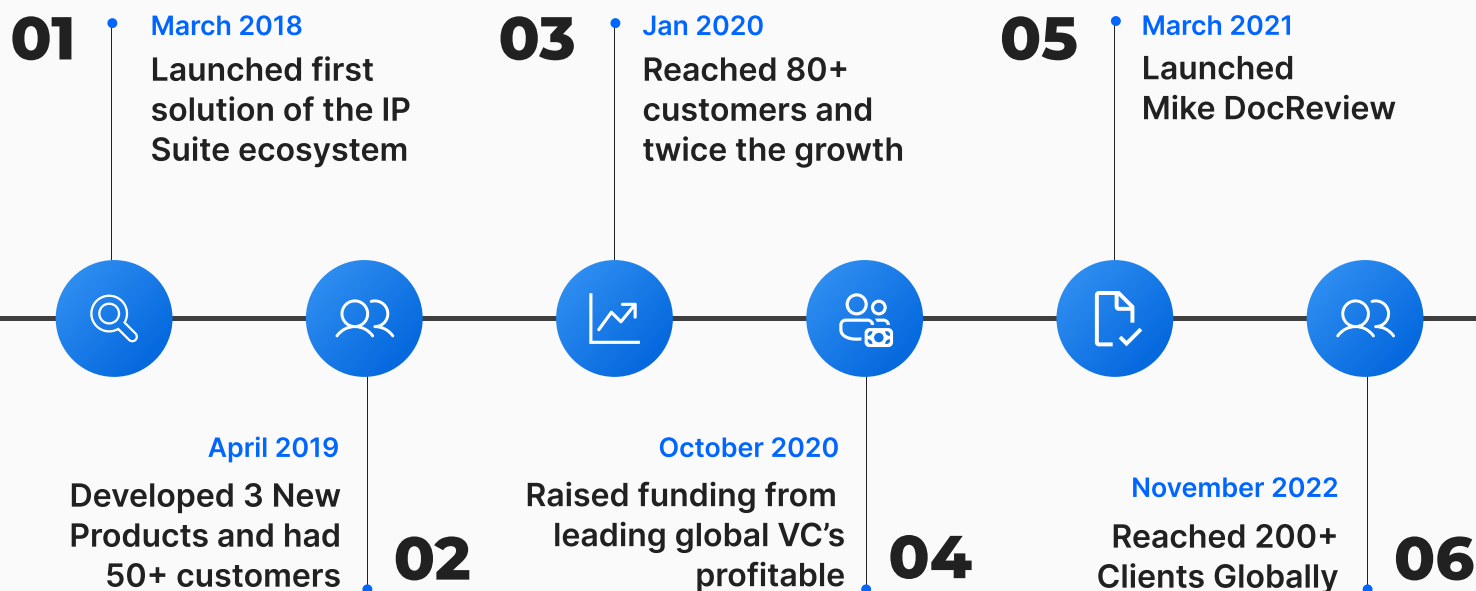 01
March 2018
Launched first
solution of the IP
Suite ecosystem
03
Jan 2020
Reached 80+
customers and
twice the growth
05
March 2021
Launched
Mike DocReview
April 2019
Developed 3 New
Products and had
50+ customers
02
October 2020
Raised funding from
leading global VC’s
profitable
04
November 2022
Reached 200+
Clients Globally
06